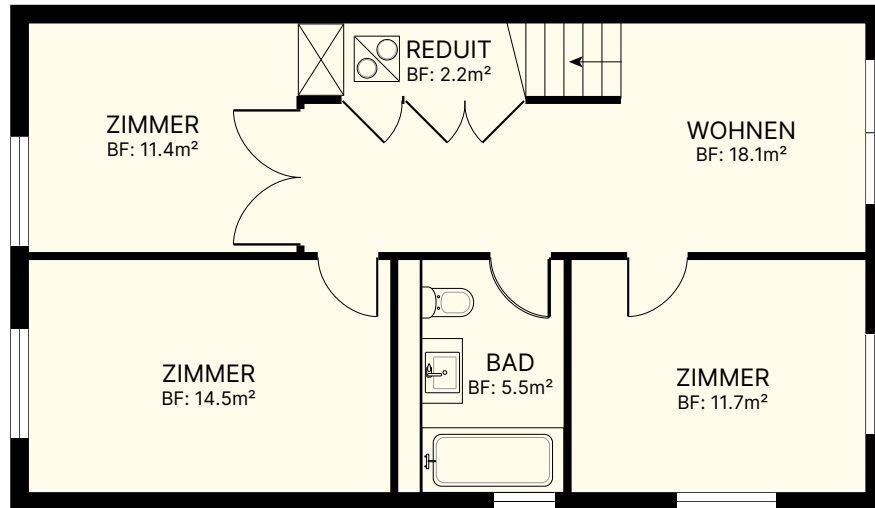 REDUIT
BF: 2.2m²
ZIMMER
BF: 11.4m²
WOHNEN
BF: 18.1m²
ZIMMER
BF: 14.5m²
BAD
BF: 5.5m²
ZIMMER
BF: 11.7m²